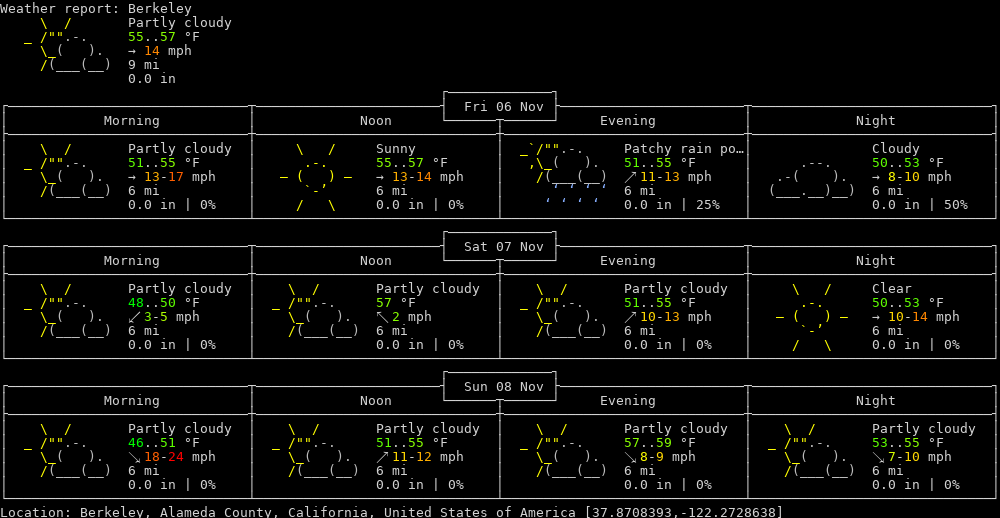 Weather report: Berkeley
Partly cloudy
55..57 °F
→ 14 mph
9 mi
0.0 in
Fri 06 Nov
Morning Noon Evening Night
Partly cloudy Sunny Patchy rain po… Cloudy
51..55 °F 55..57 °F 51..55 °F 50..53 °F
→ 13-17 mph → 13-14 mph ↗ 11-13 mph → 8-10 mph
6 mi 6 mi 6 mi 6 mi
0.0 in | 0% 0.0 in | 0% 0.0 in | 25% 0.0 in | 50%
Sat 07 Nov
Morning Noon Evening Night
Partly cloudy Partly cloudy Partly cloudy Clear
48..50 °F 57 °F 51..55 °F 50..53 °F
↙ 3-5 mph ↖ 2 mph ↗ 10-13 mph → 10-14 mph
6 mi 6 mi 6 mi 6 mi
0.0 in | 0% 0.0 in | 0% 0.0 in | 0% 0.0 in | 0%
Sun 08 Nov
Morning Noon Evening Night
Partly cloudy Partly cloudy Partly cloudy Partly cloudy
46..51 °F 51..55 °F 57..59 °F 53..55 °F
↘ 18-24 mph ↗ 11-12 mph ↘ 8-9 mph ↘ 7-10 mph
6 mi 6 mi 6 mi 6 mi
0.0 in | 0% 0.0 in | 0% 0.0 in | 0% 0.0 in | 0%
Location: Berkeley, Alameda County, California, United States of America [37.8708393,-122.2728638]